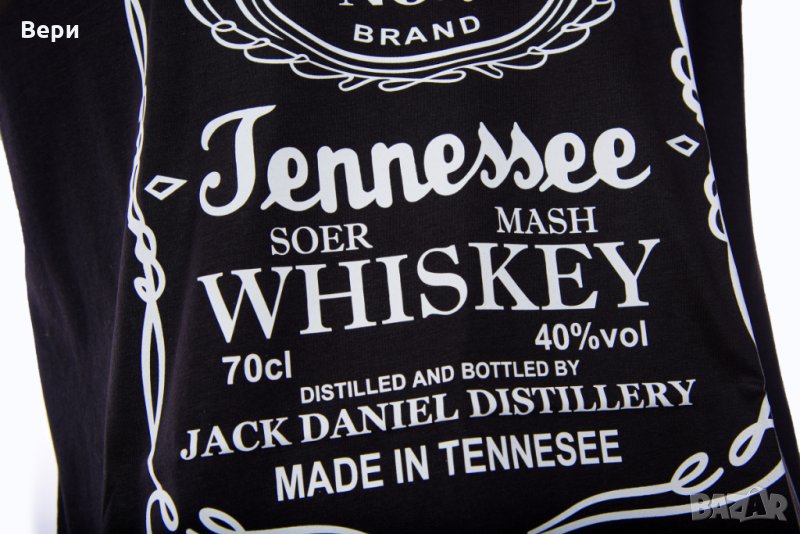 Вери
BRAND
Tennessee
SOER MASH
WHISKEY
70cl 40%vol
DISTILLED AND BOTTLED BY
JACK DANIEL DISTILLERY
MADE IN TENNESEE
BAZAR